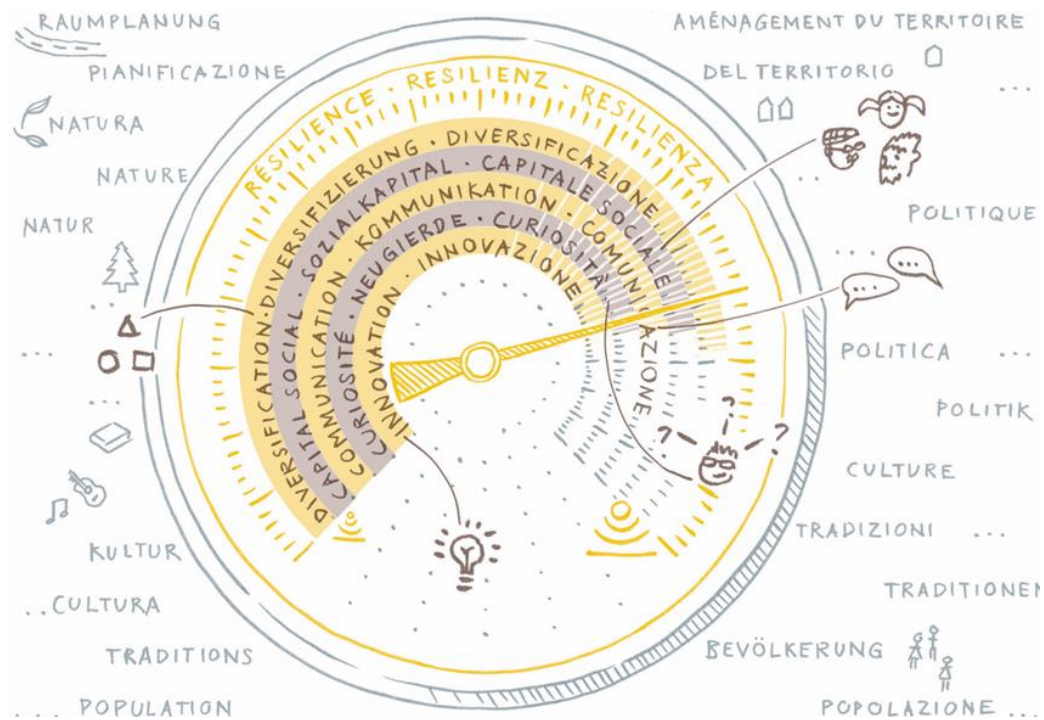 RAUMPLANUNG
AMÉNAGEMENT DU TERRITOIRE
PIANIFICAZIONE
DEL TERRITORIO
...
NATURA
NATURE
..
POLITIQUE
NATUR
....
..
...
POLITICA
...
...
POLITIK
CULTURE
TRADIZIONI
...
KULTUR
TRADITIONEN
..CULTURA
TRADITIONS
BEVÖLKERUNG
... POPULATION
POPOLAZIONE ...
RÉSILIENCE · RESILIENZ · RESILIENZA
DIVERSIFICATION · DIVERSIFIZIERUNG · DIVERSIFICAZIONE
CAPITAL SOCIAL · SOZIALKAPITAL · CAPITALE SOCIALE
COMMUNICATION · KOMMUNIKATION · COMUNICAZIONE
CURIOSITÉ · NEUGIERDE · CURIOSITÀ
INNOVATION · INNOVAZIONE
...
...
? ? ?